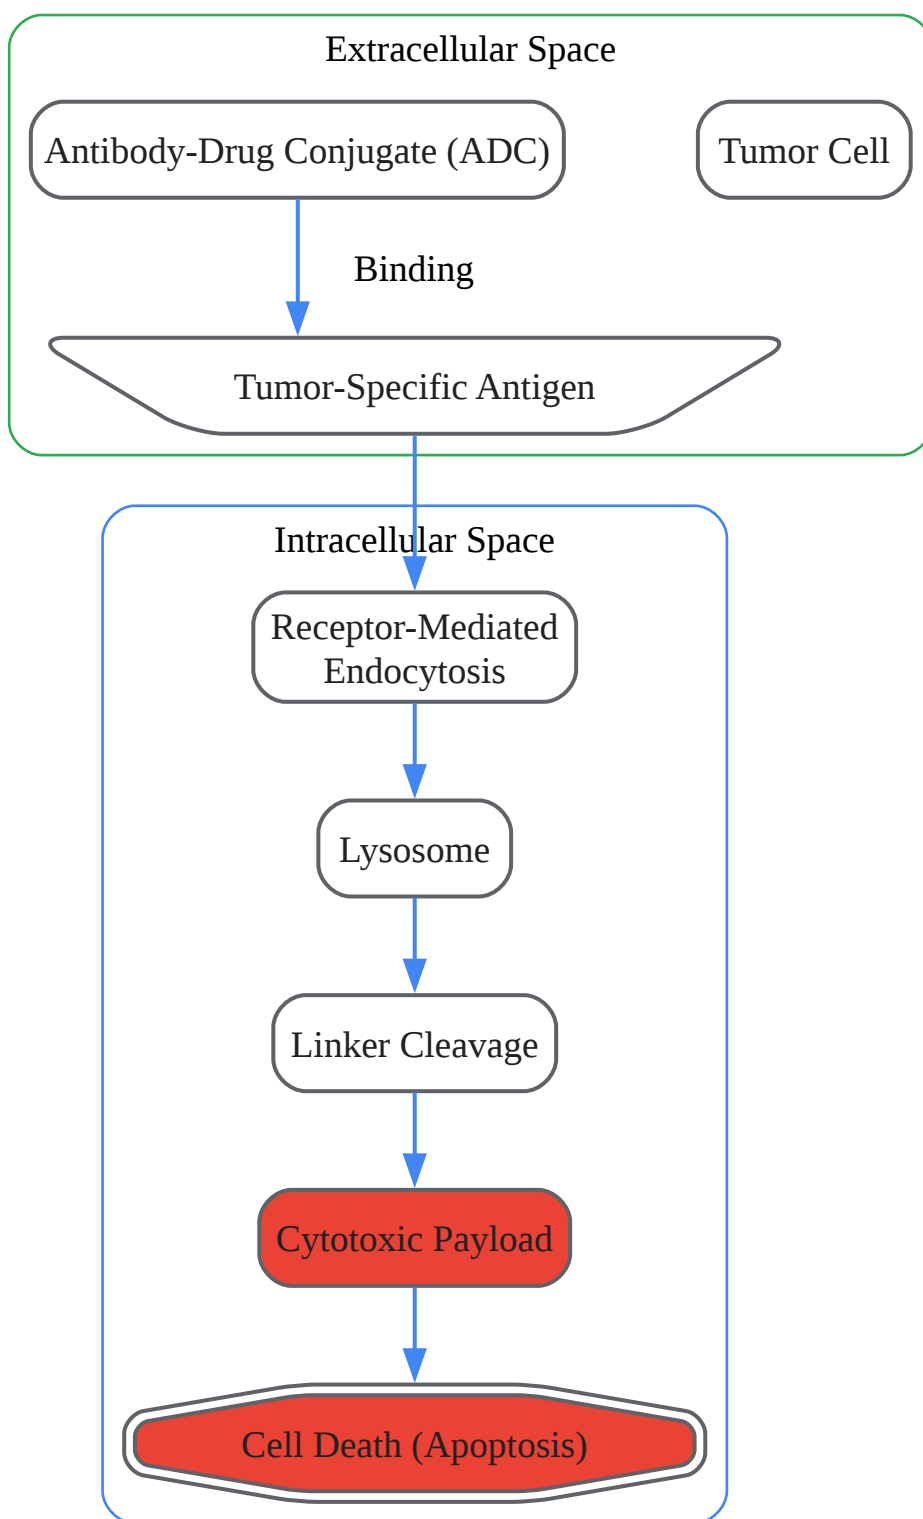 Extracellular Space
Antibody-Drug Conjugate (ADC)
Tumor Cell
Binding
Tumor-Specific Antigen
Intracellular Space
Receptor-Mediated
Endocytosis
Lysosome
Linker Cleavage
Cytotoxic Payload
Cell Death (Apoptosis)